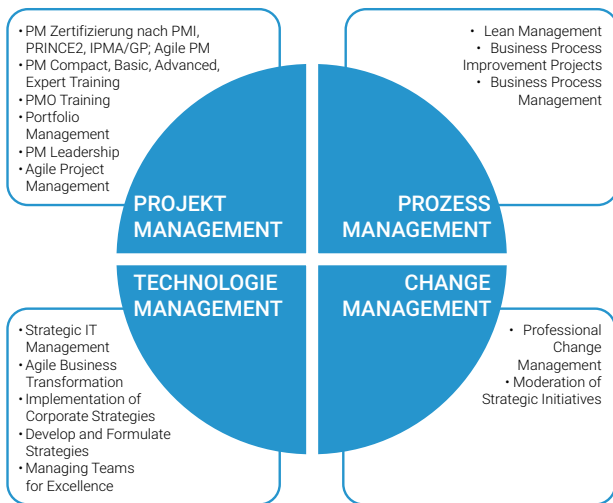 • PM Zertifizierung nach PMI,
PRINCE2, IPMA/GP; Agile PM
• PM Compact, Basic, Advanced,
Expert Training
• PMO Training
• Portfolio
Management
• PM Leadership
• Agile Project
Management
• Lean Management
• Business Process
Improvement Projects
• Business Process
Management
PROJEKT
MANAGEMENT
PROZESS
MANAGEMENT
TECHNOLOGIE
MANAGEMENT
CHANGE
MANAGEMENT
• Strategic IT
Management
• Agile Business
Transformation
• Implementation of
Corporate Strategies
• Develop and Formulate
Strategies
• Managing Teams
for Excellence
• Professional
Change
Management
• Moderation of
Strategic Initiatives